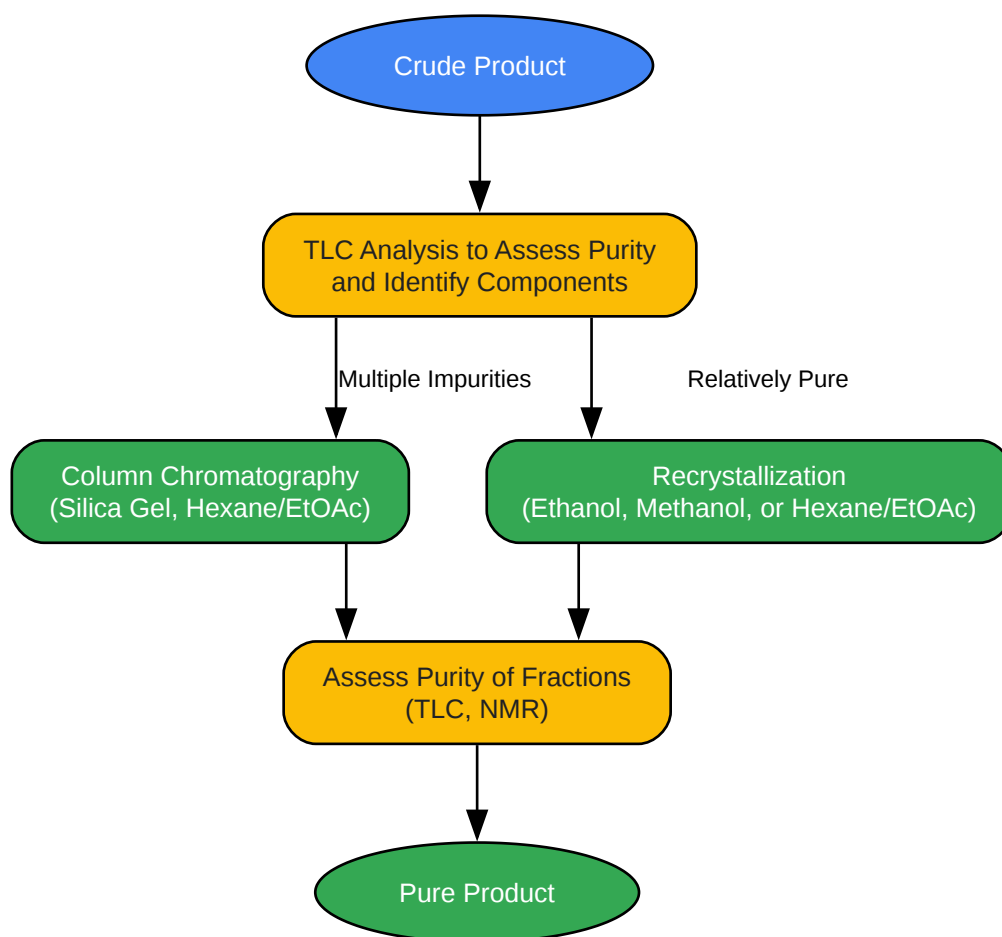 Crude Product
TLC Analysis to Assess Purity
and Identify Components
Multiple Impurities
Relatively Pure
Column Chromatography
(Silica Gel, Hexane/EtOAc)
Recrystallization
(Ethanol, Methanol, or Hexane/EtOAc)
Assess Purity of Fractions
(TLC, NMR)
Pure Product